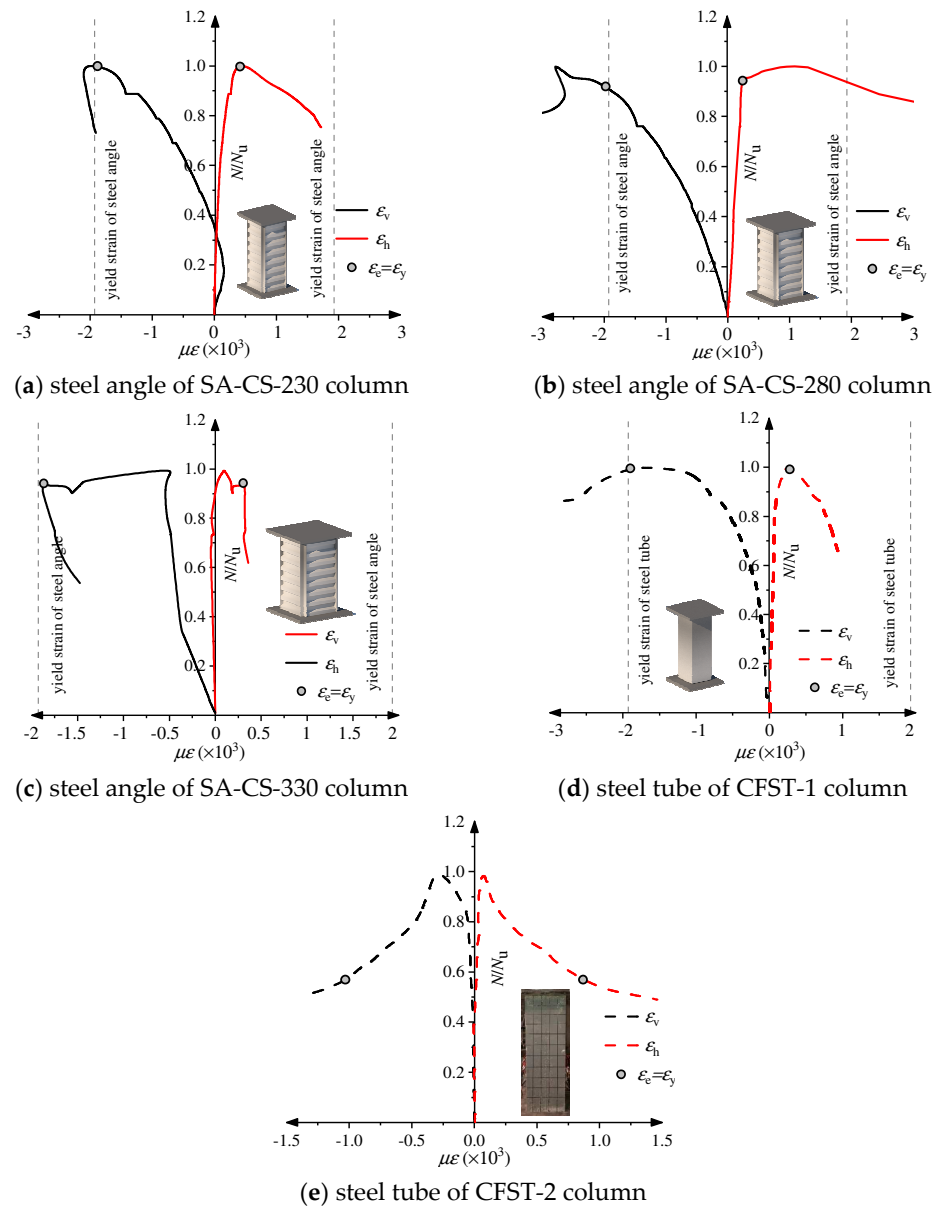 1.2
1.0
0.8
0.6
0.4
0.2
N/Nu
yield strain of steel angle
yield strain of steel angle
εv
εh
εe=εy
-3 -2 -1 0 1 2 3
με (×10³)
(a) steel angle of SA-CS-230 column
1.2
1.0
0.8
0.6
0.4
0.2
N/Nu
yield strain of steel angle
yield strain of steel angle
εv
εh
εe=εy
-3 -2 -1 0 1 2 3
με (×10³)
(b) steel angle of SA-CS-280 column
1.2
1.0
0.8
0.6
0.4
0.2
N/Nu
yield strain of steel angle
yield strain of steel angle
εv
εh
εe=εy
-2 -1.5 -1 -0.5 0 0.5 1 1.5 2
με (×10³)
(c) steel angle of SA-CS-330 column
1.2
1.0
0.8
0.6
0.4
0.2
N/Nu
yield strain of steel tube
yield strain of steel tube
εv
εh
εe=εy
-3 -2 -1 0 1 2
με (×10³)
(d) steel tube of CFST-1 column
1.2
1.0
0.8
0.6
0.4
0.2
N/Nu
εv
εh
εe=εy
-1.5 -1.0 -0.5 0.0 0.5 1.0 1.5
με (×10³)
(e) steel tube of CFST-2 column